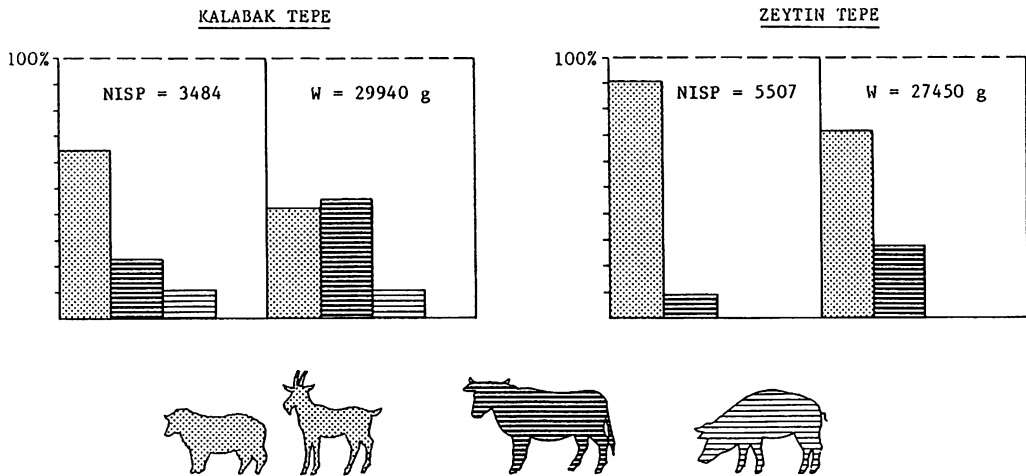 KALABAK TEPE
ZEYTIN TEPE
100%
NISP = 3484
W = 29940 g
100%
NISP = 5507
W = 27450 g